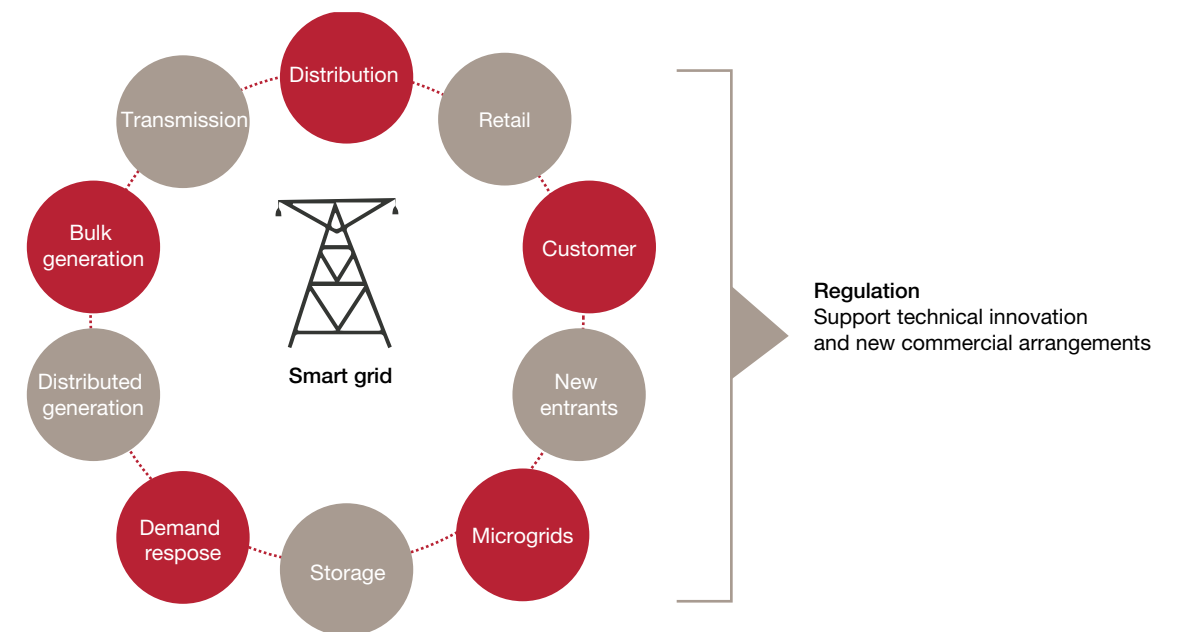 Distribution
Transmission
Retail
Bulk
generation
Customer
Smart grid
Regulation
Support technical innovation
and new commercial arrangements
Distributed
generation
New
entrants
Demand
respose
Storage
Microgrids